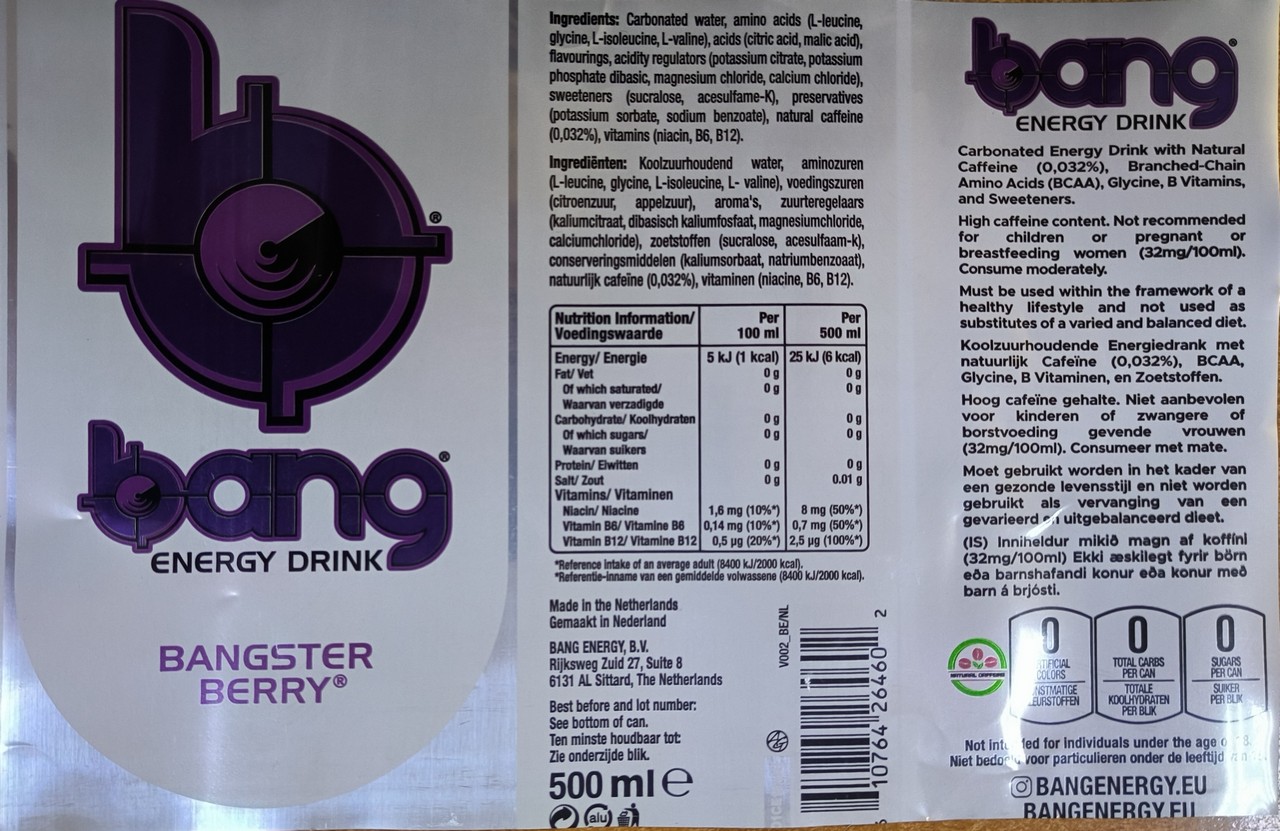 bang®
ENERGY DRINK
BANGSTER
BERRY®
Ingredients: Carbonated water, amino acids (L-leucine,
glycine, L-isoleucine, L-valine), acids (citric acid, malic acid),
flavourings, acidity regulators (potassium citrate, potassium
phosphate dibasic, magnesium chloride, calcium chloride),
sweeteners (sucralose, acesulfame-K), preservatives
(potassium sorbate, sodium benzoate), natural caffeine
(0,032%), vitamins (niacin, B6, B12).
Ingrediënten: Koolzuurhoudend water, aminozuren
(L-leucine, glycine, L-isoleucine, L- valine), voedingszuren
(citroenzuur, appelzuur), aroma's, zuurteregelaars
(kaliumcitraat, dibasisch kaliumfosfaat, magnesiumchloride,
calciumchloride), zoetstoffen (sucralose, acesulfaam-k),
conserveringsmiddelen (kaliumsorbaat, natriumbenzoaat),
natuurlijk cafeïne (0,032%), vitaminen (niacine, B6, B12).
Nutrition Information/ Per Per
Voedingswaarde 100 ml 500 ml
Energy/ Energie 5 kJ (1 kcal) 25 kJ (6 kcal)
Fat/ Vet 0 g 0 g
Of which saturated/ 0 g 0 g
Waarvan verzadigde
Carbohydrate/ Koolhydraten 0 g 0 g
Of which sugars/ 0 g 0 g
Waarvan suikers
Protein/ Eiwitten 0 g 0 g
Salt/ Zout 0 g 0.01 g
Vitamins/ Vitaminen
Niacin/ Niacine 1,6 mg (10%*) 8 mg (50%*)
Vitamin B6/ Vitamine B6 0,14 mg (10%*) 0,7 mg (50%*)
Vitamin B12/ Vitamine B12 0,5 µg (20%*) 2,5 µg (100%*)
*Reference intake of an average adult (8400 kJ/2000 kcal).
*Referentie-inname van een gemiddelde volwassene (8400 kJ/2000 kcal).
Made in the Netherlands
Gemaakt in Nederland
BANG ENERGY, B.V.
Rijksweg Zuid 27, Suite 8
6131 AL Sittard, The Netherlands
Best before and lot number:
See bottom of can.
Ten minste houdbaar tot:
Zie onderzijde blik.
500 ml e
alu
V002_BE/NL
10764 26460 2
bang®
ENERGY DRINK
Carbonated Energy Drink with Natural
Caffeine (0,032%), Branched-Chain
Amino Acids (BCAA), Glycine, B Vitamins,
and Sweeteners.
High caffeine content. Not recommended
for children or pregnant or
breastfeeding women (32mg/100ml).
Consume moderately.
Must be used within the framework of a
healthy lifestyle and not used as
substitutes of a varied and balanced diet.
Koolzuurhoudende Energiedrank met
natuurlijk Cafeïne (0,032%), BCAA,
Glycine, B Vitaminen, en Zoetstoffen.
Hoog cafeïne gehalte. Niet aanbevolen
voor kinderen of zwangere of
borstvoeding gevende vrouwen
(32mg/100ml). Consumeer met mate.
Moet gebruikt worden in het kader van
een gezonde levensstijl en niet worden
gebruikt als vervanging van een
gevarieerd en uitgebalanceerd dieet.
(IS) Inniheldur mikið magn af koffíni
(32mg/100ml) Ekki æskilegt fyrir börn
eða barnshafandi konur eða konur með
barn á brjósti.
NATURAL CAFFEINE
0
COLORS
0
TOTAL CARBS
PER CAN
TOTALE
KOOLHYDRATEN
PER BLIK
0
SUGARS
PER CAN
SUIKER
PER BLIK
Not for individuals under the age
Niet voor particulieren onder de leeftijd
BANGENERGY.EU
BANGENERGY.EU